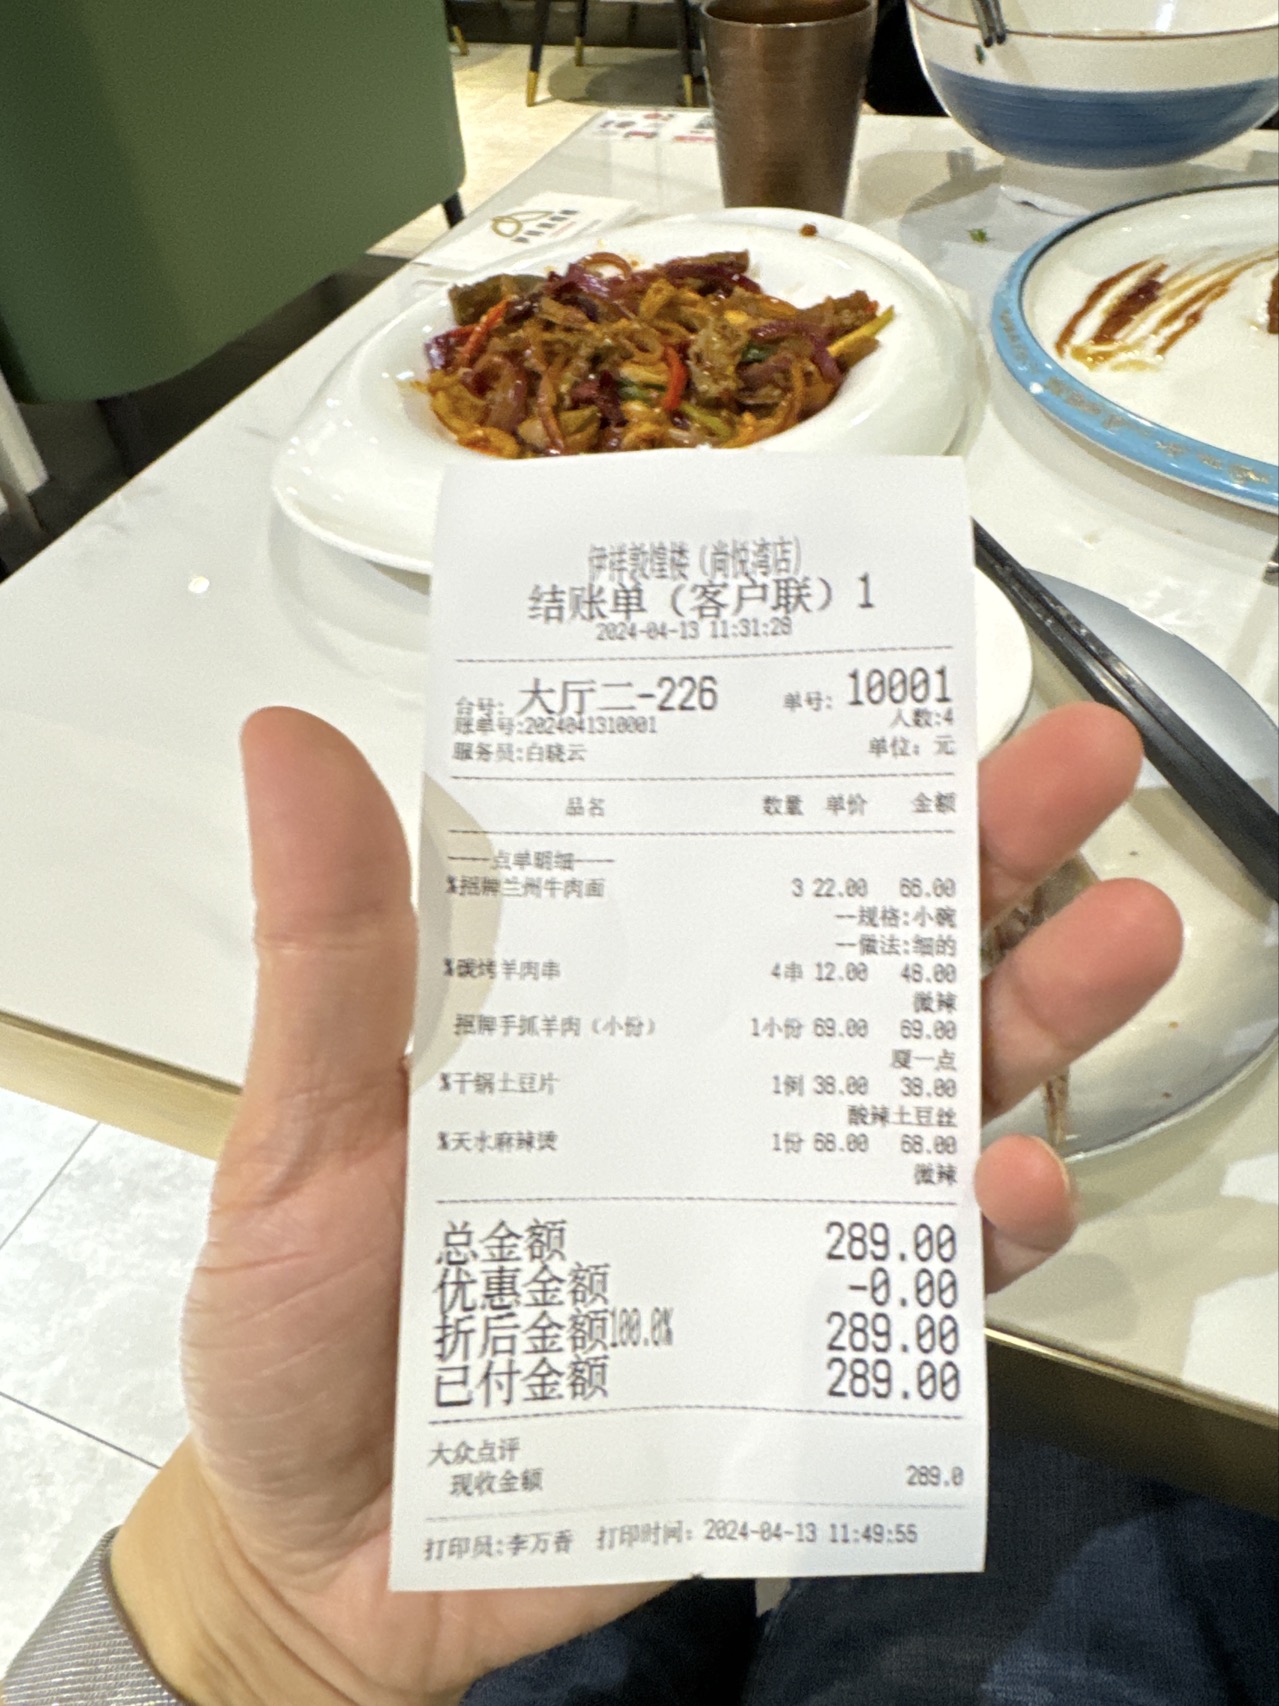 伊祥敦煌楼（尚悦湾店）
结账单（客户联）1
2024-04-13 11:31:28
台号: 大厅二-226 单号: 10001
账单号:2024041310001 人数:4
服务员:白晓云 单位: 元
品名 数量 单价 金额
----点单明细----
%招牌兰州牛肉面 3 22.00 66.00
--规格:小碗
--做法:细的
%碳烤羊肉串 4串 12.00 48.00
微辣
招牌手抓羊肉（小份） 1小份 69.00 69.00
廋一点
%干锅土豆片 1例 38.00 38.00
酸辣土豆丝
%天水麻辣烫 1份 68.00 68.00
微辣
总金额 289.00
优惠金额 -0.00
折后金额100.0% 289.00
已付金额 289.00
大众点评
现收金额 289.0
打印员:李万香 打印时间: 2024-04-13 11:49:55